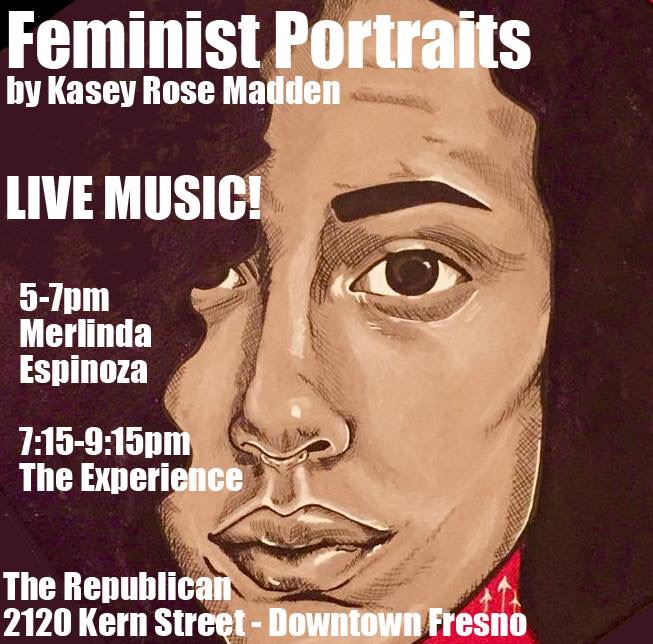 Feminist Portraits
by Kasey Rose Madden
LIVE MUSIC!
5-7pm
Merlinda
Espinoza
7:15-9:15pm
The Experience
The Republican
2120 Kern Street - Downtown Fresno